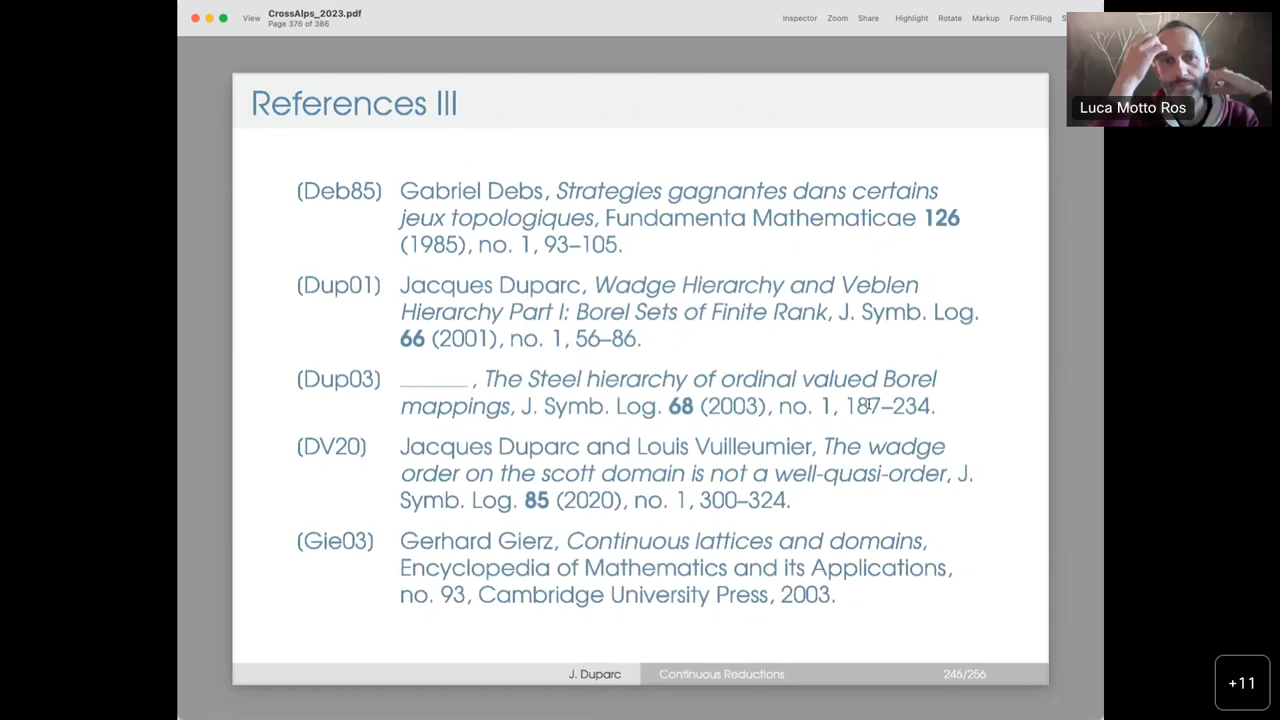 View CrossAlps_2023.pdf Inspector Zoom Share Highlight Rotate Markup Form Filling
Page 376 of 386
Luca Motto Ros
References III
(Deb85) Gabriel Debs, Strategies gagnantes dans certains
jeux topologiques, Fundamenta Mathematicae 126
(1985), no. 1, 93–105.
(Dup01) Jacques Duparc, Wadge Hierarchy and Veblen
Hierarchy Part I: Borel Sets of Finite Rank, J. Symb. Log.
66 (2001), no. 1, 56–86.
(Dup03) ______, The Steel hierarchy of ordinal valued Borel
mappings, J. Symb. Log. 68 (2003), no. 1, 187–234.
(DV20) Jacques Duparc and Louis Vuilleumier, The wadge
order on the scott domain is not a well-quasi-order, J.
Symb. Log. 85 (2020), no. 1, 300–324.
(Gie03) Gerhard Gierz, Continuous lattices and domains,
Encyclopedia of Mathematics and its Applications,
no. 93, Cambridge University Press, 2003.
J. Duparc Continuous Reductions 245/256
+11